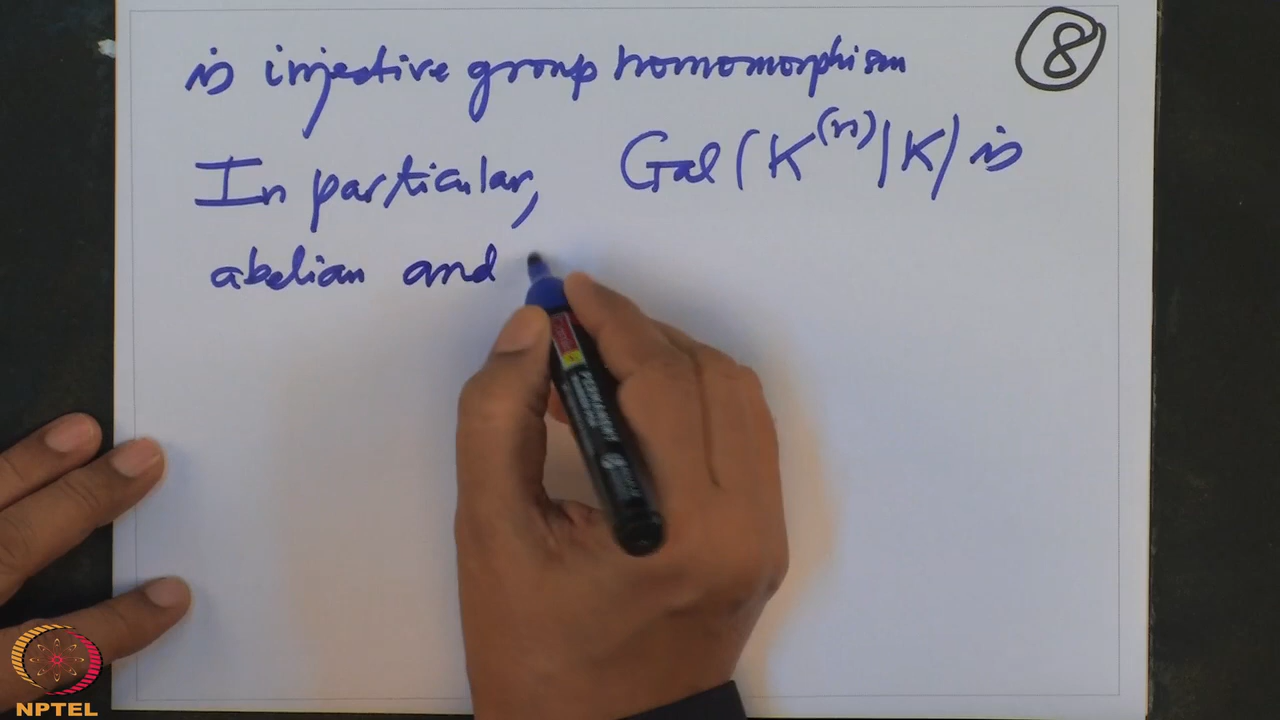 is injective group homomorphism
8
In particular, Gal(K^(n)|K) is
abelian and
NPTEL